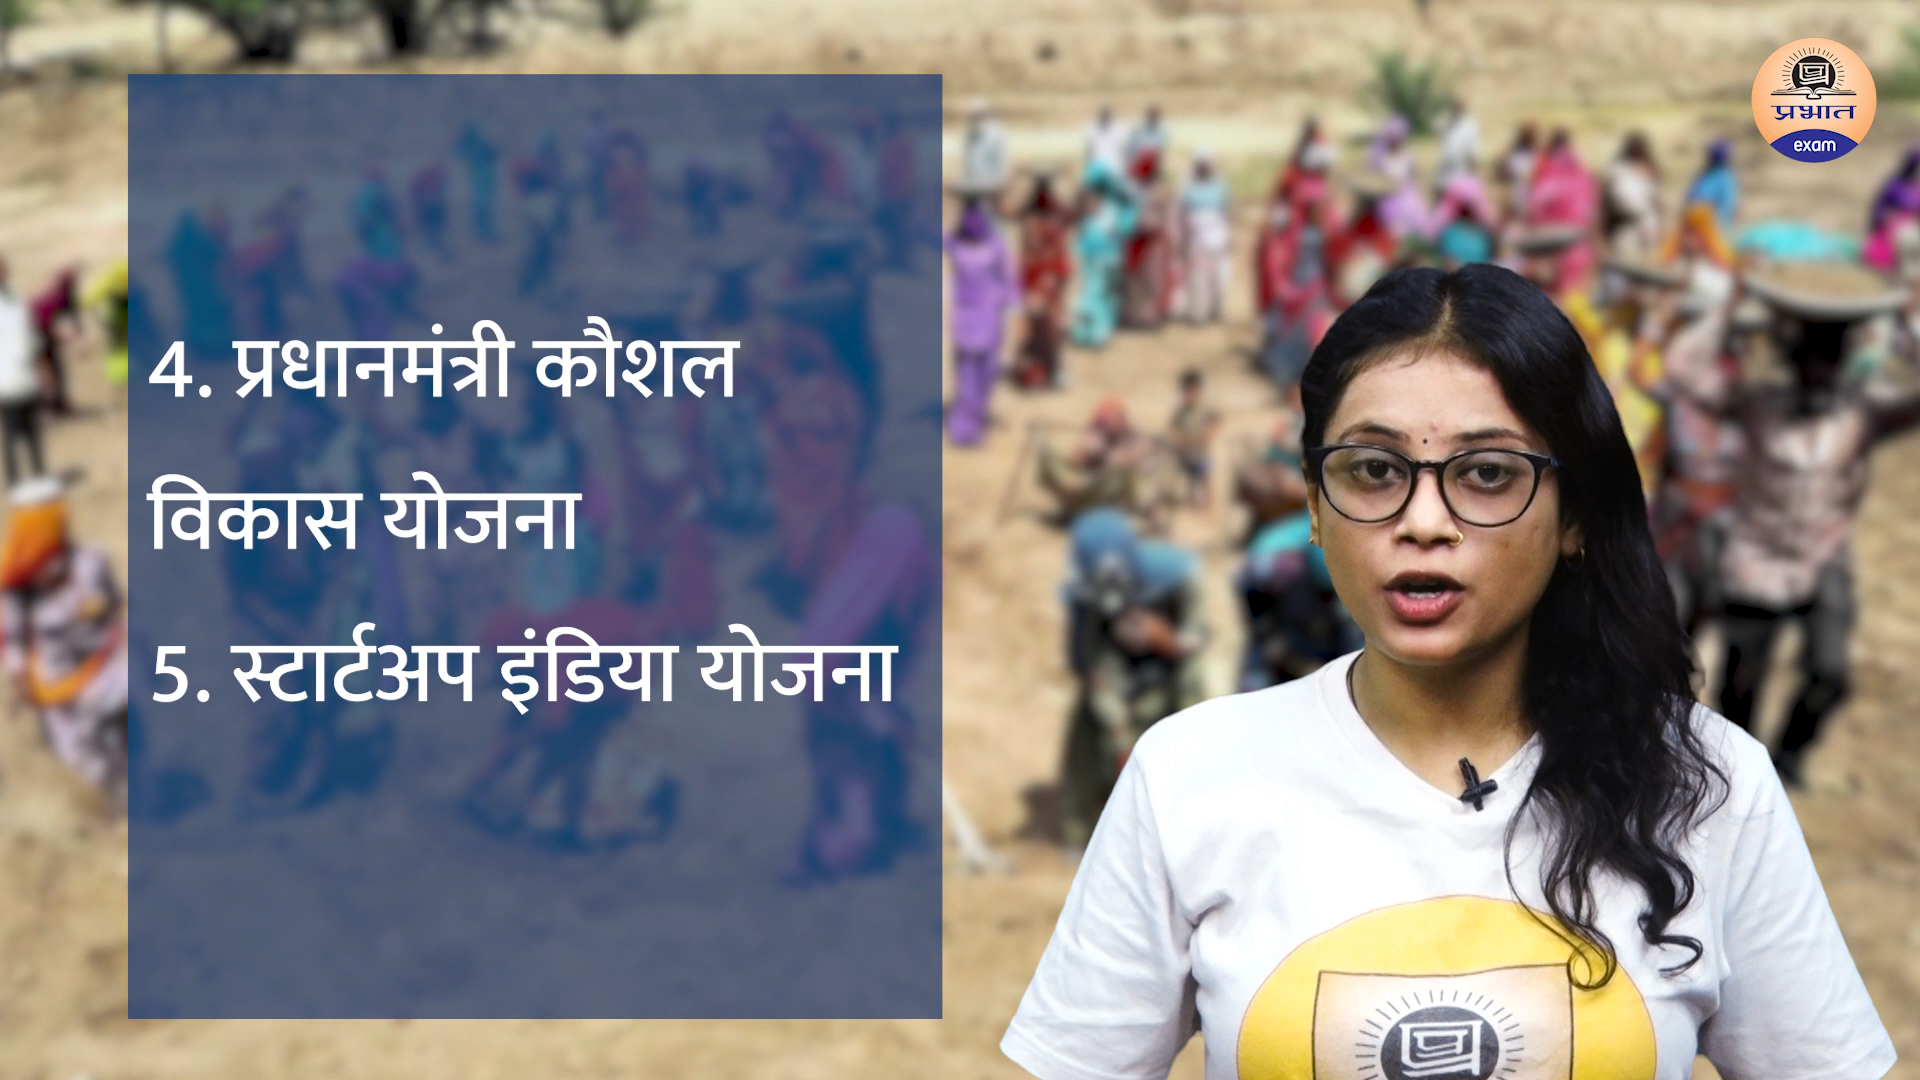 4. प्रधानमंत्री कौशल
विकास योजना
5. स्टार्टअप इंडिया योजना
प्रभात
exam